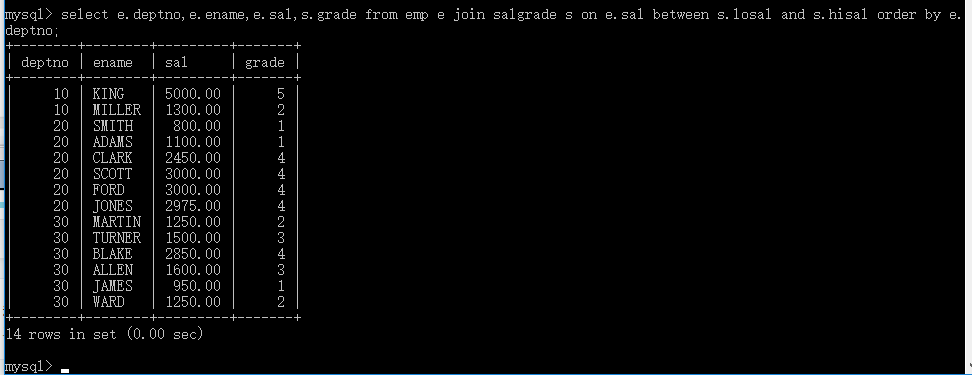 mysql> select e.deptno,e.ename,e.sal,s.grade from emp e join salgrade s on e.sal between s.losal and s.hisal order by e.
deptno;
+--------+--------+---------+-------+
| deptno | ename  | sal     | grade |
+--------+--------+---------+-------+
|     10 | KING   | 5000.00 |     5 |
|     10 | MILLER | 1300.00 |     2 |
|     20 | SMITH  |  800.00 |     1 |
|     20 | ADAMS  | 1100.00 |     1 |
|     20 | CLARK  | 2450.00 |     4 |
|     20 | SCOTT  | 3000.00 |     4 |
|     20 | FORD   | 3000.00 |     4 |
|     20 | JONES  | 2975.00 |     4 |
|     30 | MARTIN | 1250.00 |     2 |
|     30 | TURNER | 1500.00 |     3 |
|     30 | BLAKE  | 2850.00 |     4 |
|     30 | ALLEN  | 1600.00 |     3 |
|     30 | JAMES  |  950.00 |     1 |
|     30 | WARD   | 1250.00 |     2 |
+--------+--------+---------+-------+
14 rows in set (0.00 sec)
mysql>